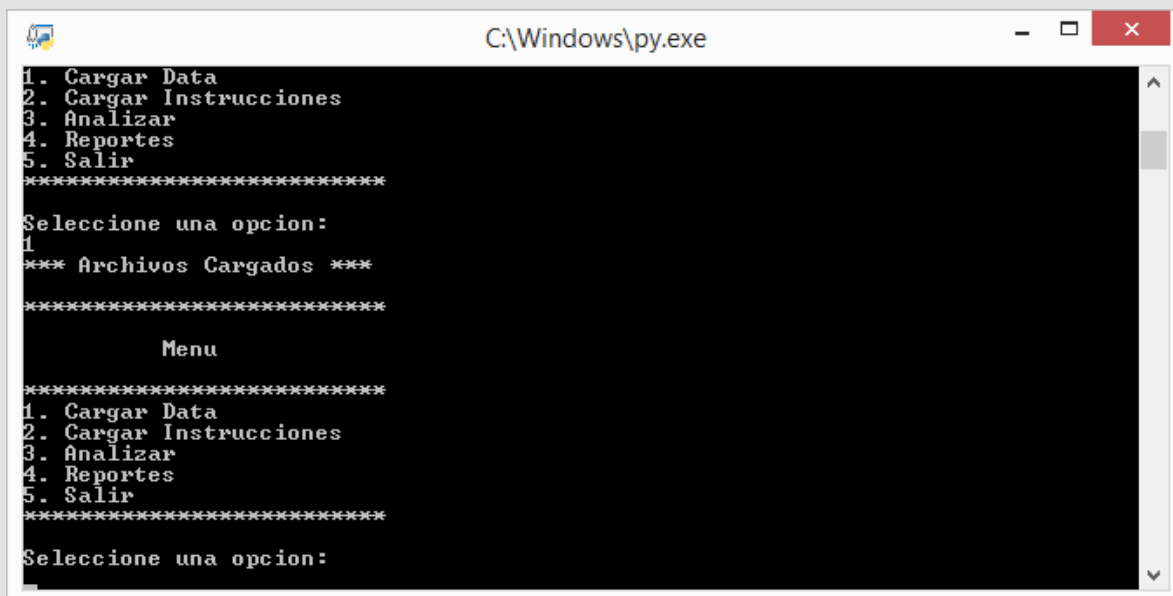 C:\Windows\py.exe
1. Cargar Data
2. Cargar Instrucciones
3. Analizar
4. Reportes
5. Salir
**************************
Seleccione una opcion:
1
*** Archivos Cargados ***
**************************
Menu
**************************
1. Cargar Data
2. Cargar Instrucciones
3. Analizar
4. Reportes
5. Salir
**************************
Seleccione una opcion: